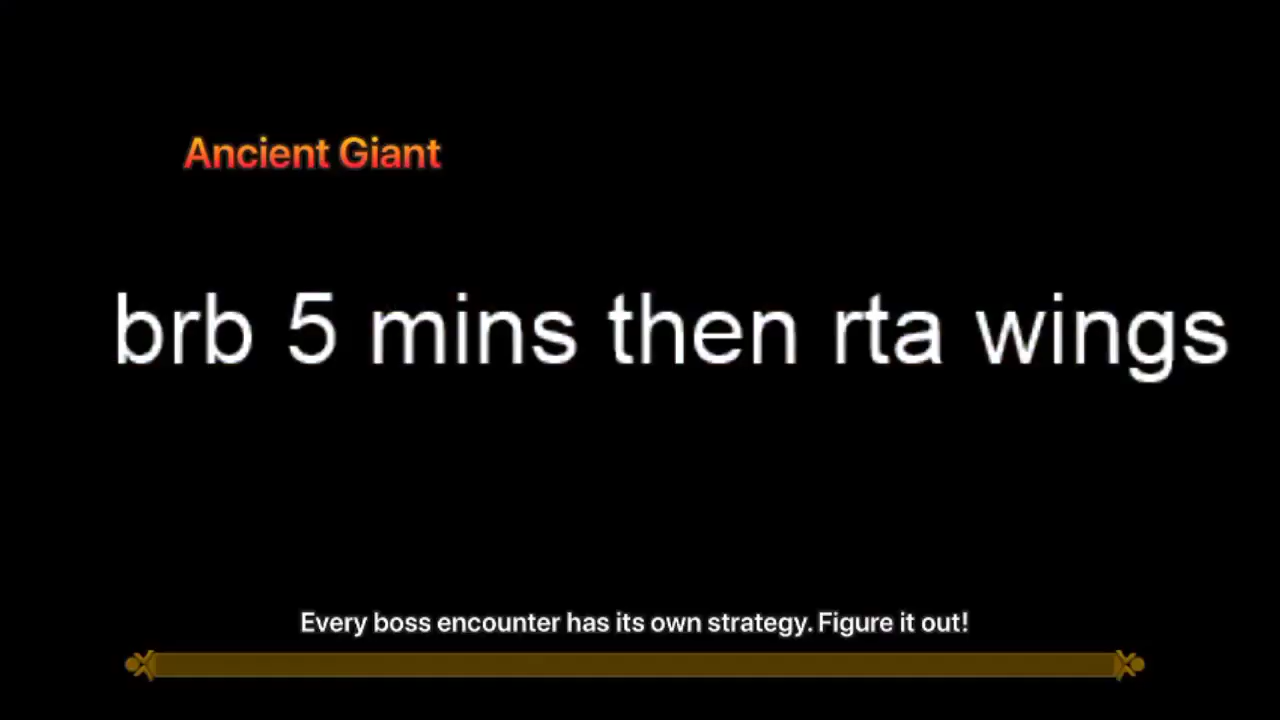 Ancient Giant
brb 5 mins then rta wings
Every boss encounter has its own strategy. Figure it out!